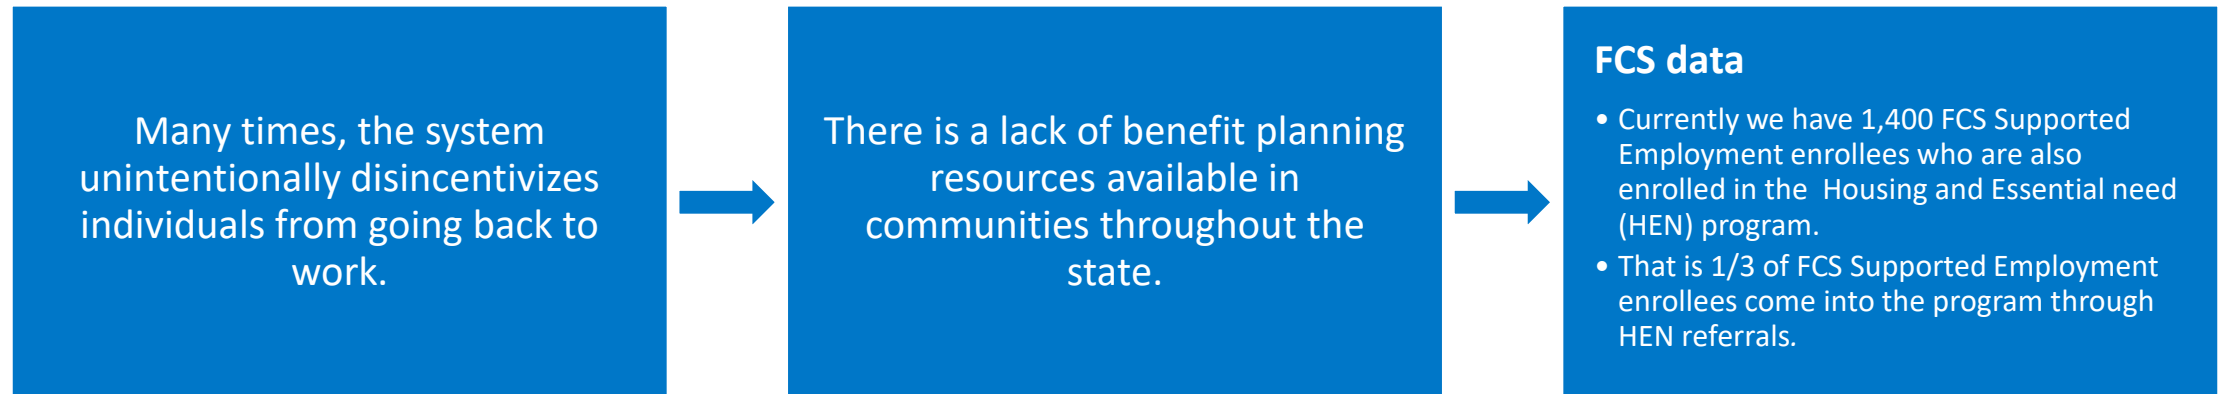 Many times, the system
unintentionally disincentivizes
individuals from going back to
work.
There is a lack of benefit planning
resources available in
communities throughout the
state.
FCS data
• Currently we have 1,400 FCS Supported
Employment enrollees who are also
enrolled in the  Housing and Essential need
(HEN) program.
• That is 1/3 of FCS Supported Employment
enrollees come into the program through
HEN referrals.